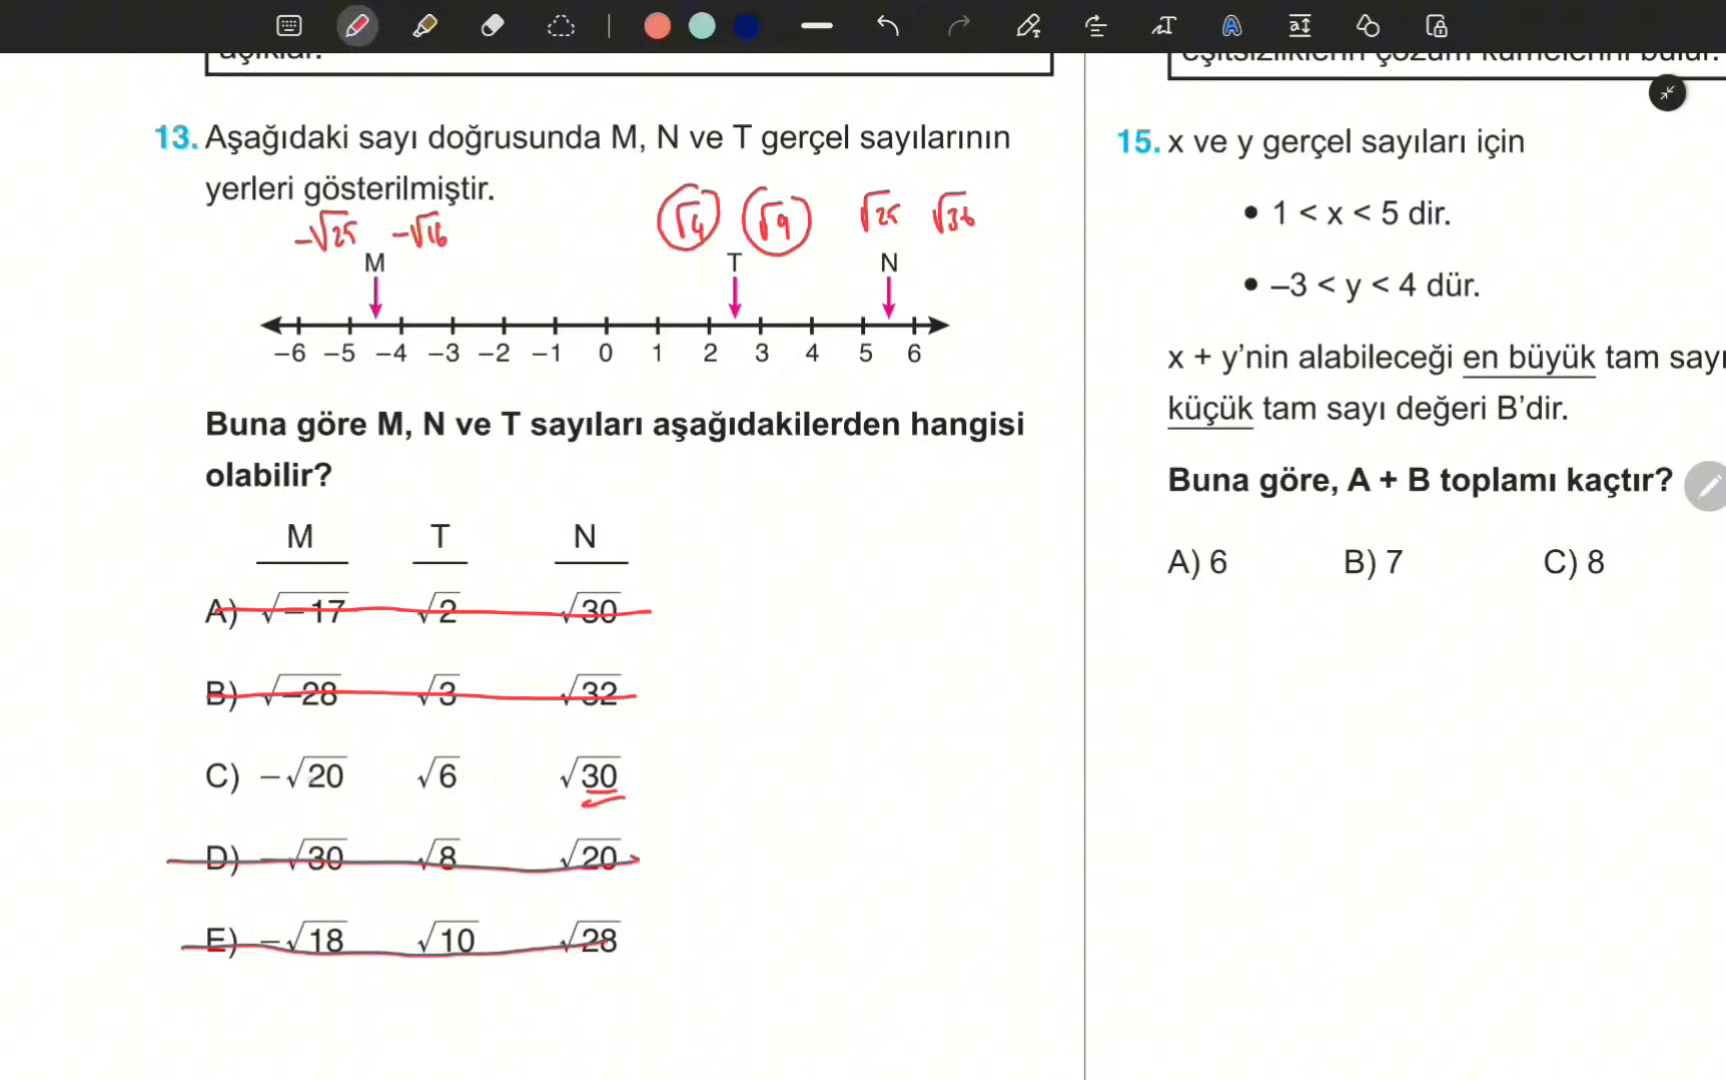 13. Aşağıdaki sayı doğrusunda M, N ve T gerçel sayılarının
yerleri gösterilmiştir.
−√25 −√16 √4 √9 √25 √36
M T N
−6 −5 −4 −3 −2 −1 0 1 2 3 4 5 6
Buna göre M, N ve T sayıları aşağıdakilerden hangisi
olabilir?
M T N
A) √−17 √2 √30
B) √−28 √3 √32
C) −√20 √6 √30
D) −√30 √8 √20
E) −√18 √10 √28
15. x ve y gerçel sayıları için
• 1 < x < 5 dir.
• –3 < y < 4 dür.
x + y’nin alabileceği en büyük tam sayı
küçük tam sayı değeri B’dir.
Buna göre, A + B toplamı kaçtır?
A) 6 B) 7 C) 8